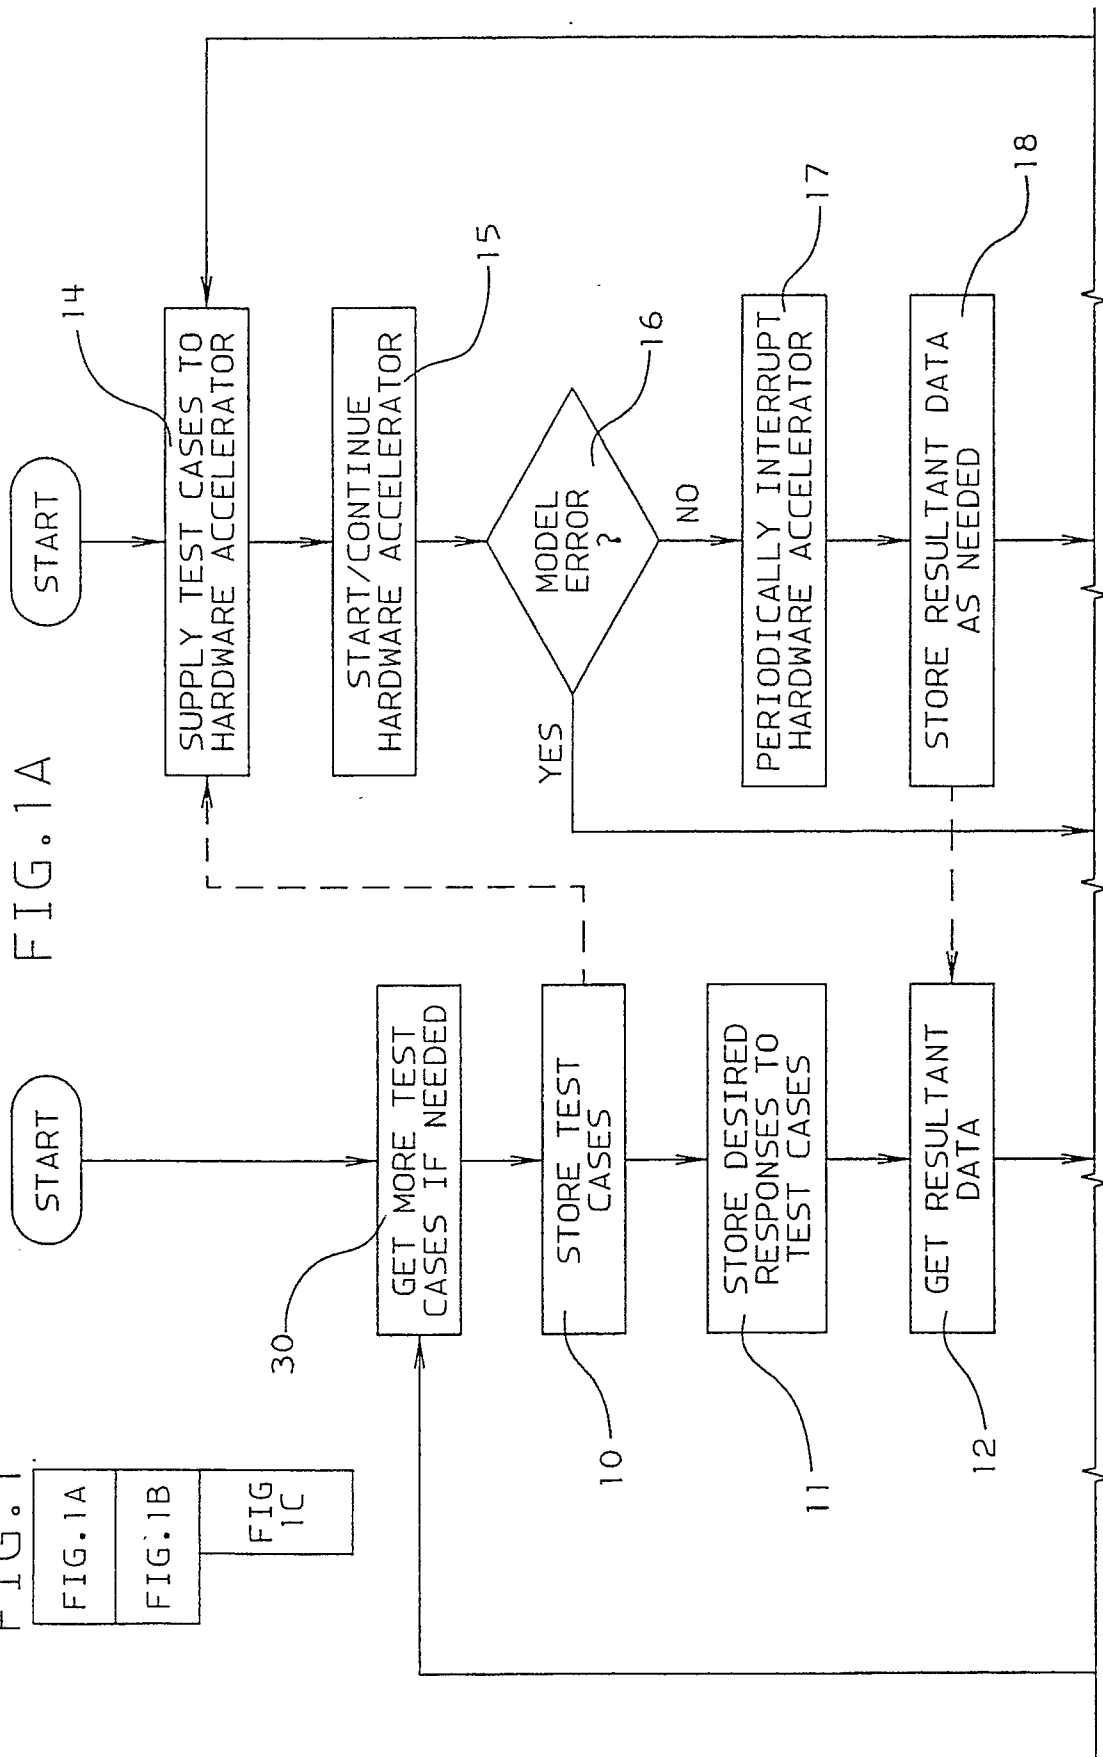 FIG.1
FIG.1A
FIG.1B
FIG
1C
FIG.1A
START
30
GET MORE TEST
CASES IF NEEDED
10
STORE TEST
CASES
11
STORE DESIRED
RESPONSES TO
TEST CASES
12
GET RESULTANT
DATA
START
14
SUPPLY TEST CASES TO
HARDWARE ACCELERATOR
15
START/CONTINUE
HARDWARE ACCELERATOR
16
MODEL
ERROR
?
YES
NO
17
PERIODICALLY INTERRUPT
HARDWARE ACCELERATOR
18
STORE RESULTANT DATA
AS NEEDED